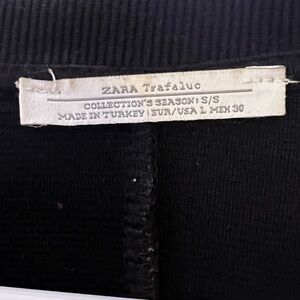 ZARA Trafaluc
COLLECTION'S SEASON: S/S
MADE IN TURKEY | EUR/USA L MEX 30